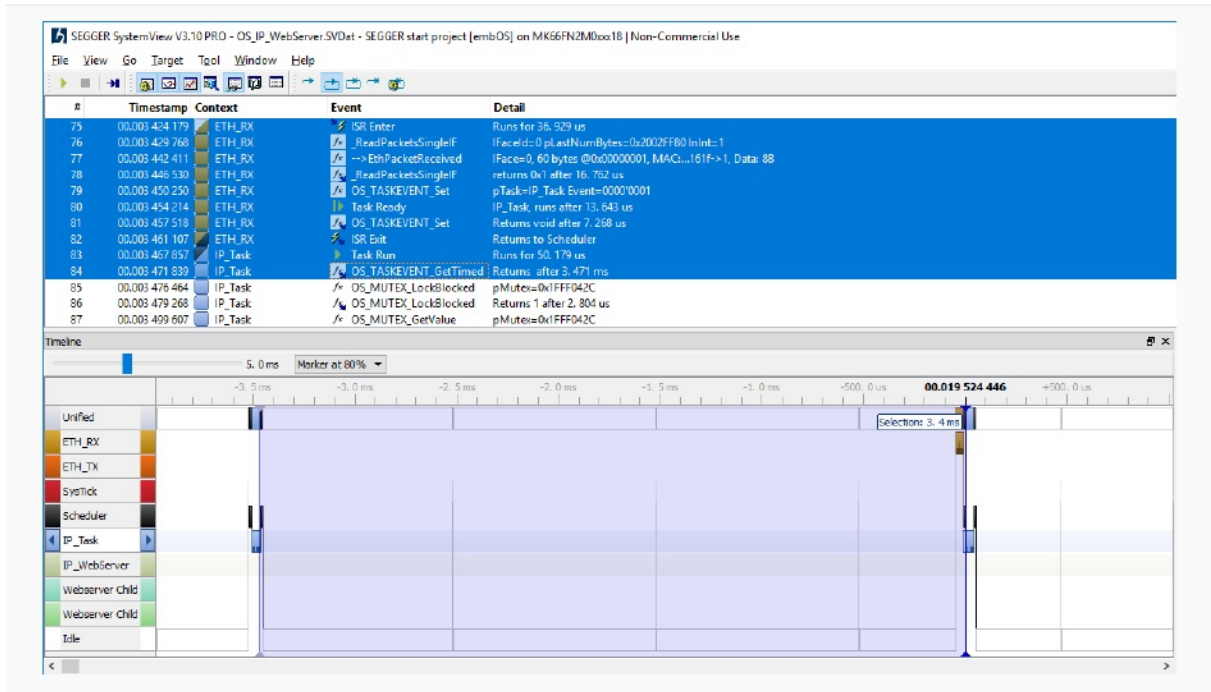 SEGGER SystemView V3.10 PRO - OS_IP_WebServer.SVDat - SEGGER start project [embOS] on MK66FN2M0xxx18 | Non-Commercial Use
File View Go Target Tool Window Help
# Timestamp Context Event Detail
75 00.003 424 179 ETH_RX ISR Enter Runs for 36. 929 us
76 00.003 429 768 ETH_RX _ReadPacketsSingleIF IFaceId=0 pLastNumBytes=0x2002FF80 InInt=1
77 00.003 442 411 ETH_RX -->EthPacketReceived IFace=0, 60 bytes @0x00000001, MAC:...161f->1, Data: 88
78 00.003 446 530 ETH_RX _ReadPacketsSingleIF returns 0x1 after 16. 762 us
79 00.003 450 250 ETH_RX OS_TASKEVENT_Set pTask=IP_Task Event=0000'0001
80 00.003 454 214 ETH_RX Task Ready IP_Task, runs after 13. 643 us
81 00.003 457 518 ETH_RX OS_TASKEVENT_Set Returns void after 7. 268 us
82 00.003 461 107 ETH_RX ISR Exit Returns to Scheduler
83 00.003 467 857 IP_Task Task Run Runs for 50. 179 us
84 00.003 471 839 IP_Task OS_TASKEVENT_GetTimed Returns after 3. 471 ms
85 00.003 476 464 IP_Task OS_MUTEX_LockBlocked pMutex=0x1FFF042C
86 00.003 479 268 IP_Task OS_MUTEX_LockBlocked Returns 1 after 2. 804 us
87 00.003 499 607 IP_Task OS_MUTEX_GetValue pMutex=0x1FFF042C
Timeline
5. 0 ms Marker at 80%
-3. 5 ms -3. 0 ms -2. 5 ms -2. 0 ms -1. 5 ms -1. 0 ms -500. 0 us 00.019 524 446 +500. 0 us
Unified
Selection: 3. 4 ms
ETH_RX
ETH_TX
SysTick
Scheduler
IP_Task
IP_WebServer
Webserver Child
Webserver Child
Idle